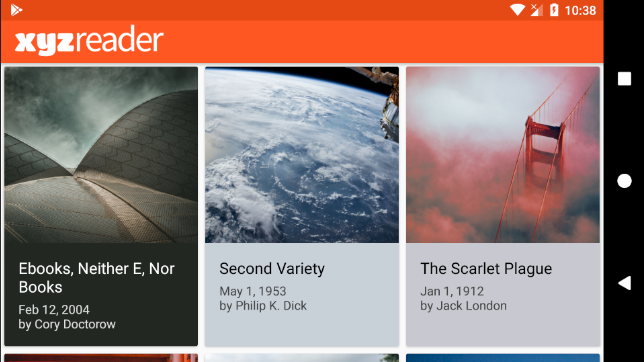 10:38
xyzreader
Ebooks, Neither E, Nor
Books
Feb 12, 2004
by Cory Doctorow
Second Variety
May 1, 1953
by Philip K. Dick
The Scarlet Plague
Jan 1, 1912
by Jack London